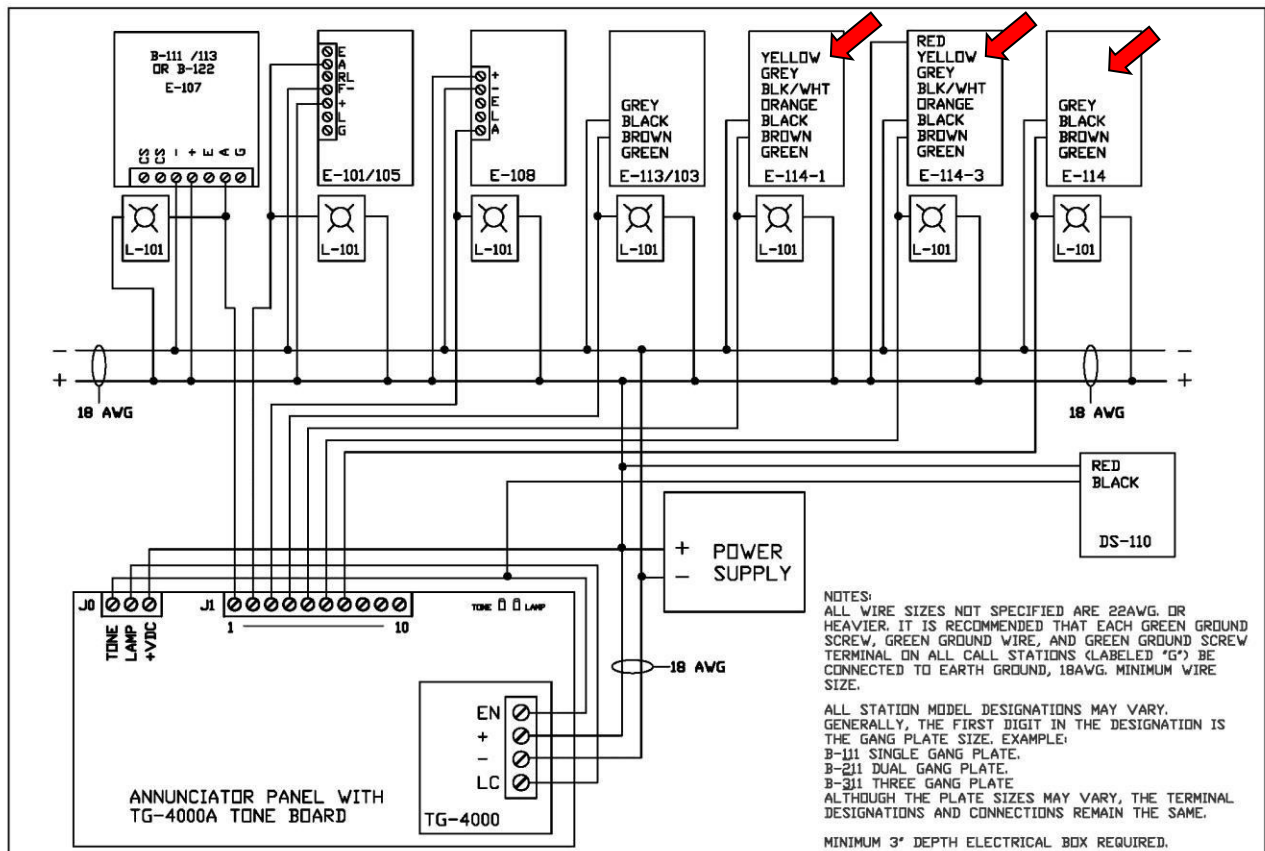 B-111 /113
OR B-122
E-107
CS
CS
-
+
E
A
G
E
A
RL
F-
+
L
G
E-101/105
+
-
E
L
A
E-108
GREY
BLACK
BROWN
GREEN
E-113/103
YELLOW
GREY
BLK/WHT
ORANGE
BLACK
BROWN
GREEN
E-114-1
RED
YELLOW
GREY
BLK/WHT
ORANGE
BLACK
BROWN
GREEN
E-114-3
GREY
BLACK
BROWN
GREEN
E-114
L-101
L-101
L-101
L-101
L-101
L-101
L-101
- -
+ +
18 AWG
18 AWG
RED
BLACK
DS-110
+ POWER
- SUPPLY
J0
J1
1 10
TONE LAMP
TONE
LAMP
+VDC
18 AWG
EN
+
-
LC
TG-4000
ANNUNCIATOR PANEL WITH
TG-4000A TONE BOARD
NOTES:
ALL WIRE SIZES NOT SPECIFIED ARE 22AWG. OR
HEAVIER. IT IS RECOMMENDED THAT EACH GREEN GROUND
SCREW, GREEN GROUND WIRE, AND GREEN GROUND SCREW
TERMINAL ON ALL CALL STATIONS (LABELED "G") BE
CONNECTED TO EARTH GROUND, 18AWG. MINIMUM WIRE
SIZE.
ALL STATION MODEL DESIGNATIONS MAY VARY.
GENERALLY, THE FIRST DIGIT IN THE DESIGNATION IS
THE GANG PLATE SIZE. EXAMPLE:
B-111 SINGLE GANG PLATE.
B-211 DUAL GANG PLATE.
B-311 THREE GANG PLATE
ALTHOUGH THE PLATE SIZES MAY VARY, THE TERMINAL
DESIGNATIONS AND CONNECTIONS REMAIN THE SAME.
MINIMUM 3" DEPTH ELECTRICAL BOX REQUIRED.